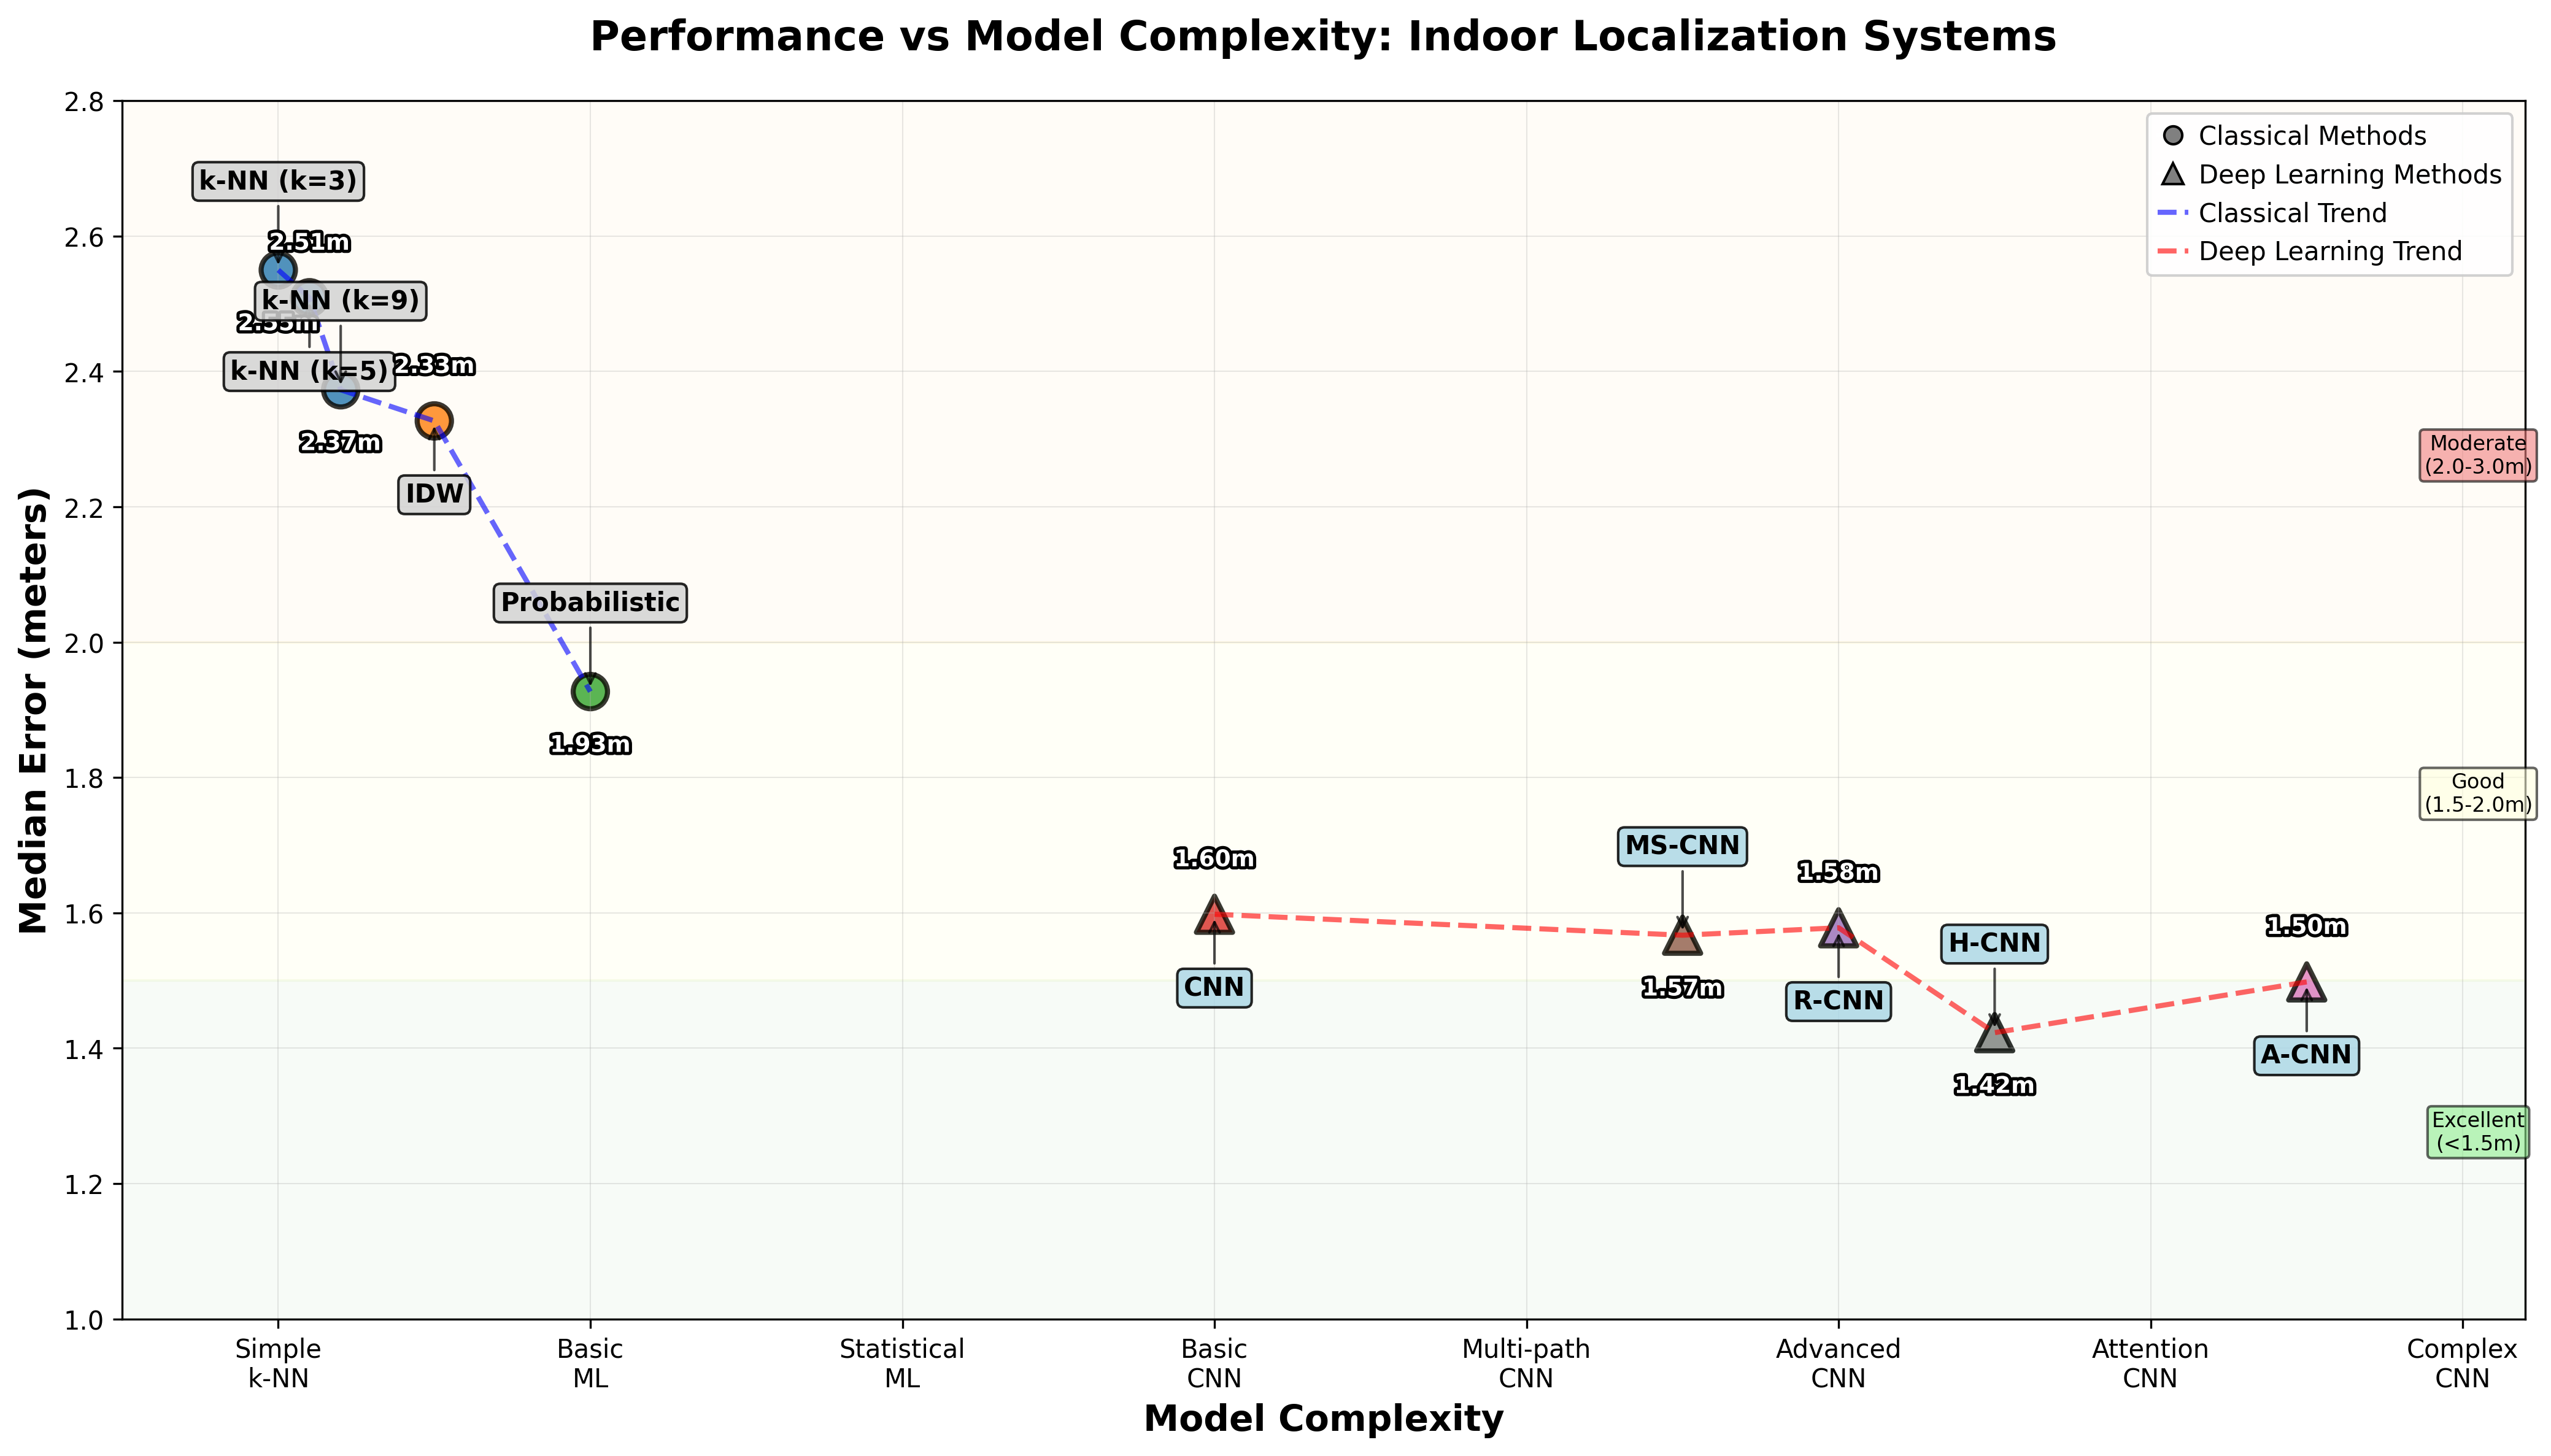 Performance vs Model Complexity: Indoor Localization Systems
Median Error (meters)
2.8
2.6
2.4
2.2
2.0
1.8
1.6
1.4
1.2
1.0
Classical Methods
Deep Learning Methods
Classical Trend
Deep Learning Trend
k-NN (k=3)
2.51m
k-NN (k=9)
2.55m
k-NN (k=5)
2.33m
2.37m
IDW
Probabilistic
1.93m
1.60m
CNN
MS-CNN
1.57m
1.58m
R-CNN
H-CNN
1.42m
1.50m
A-CNN
Moderate
(2.0-3.0m)
Good
(1.5-2.0m)
Excellent
(<1.5m)
Simple
k-NN
Basic
ML
Statistical
ML
Basic
CNN
Multi-path
CNN
Advanced
CNN
Attention
CNN
Complex
CNN
Model Complexity